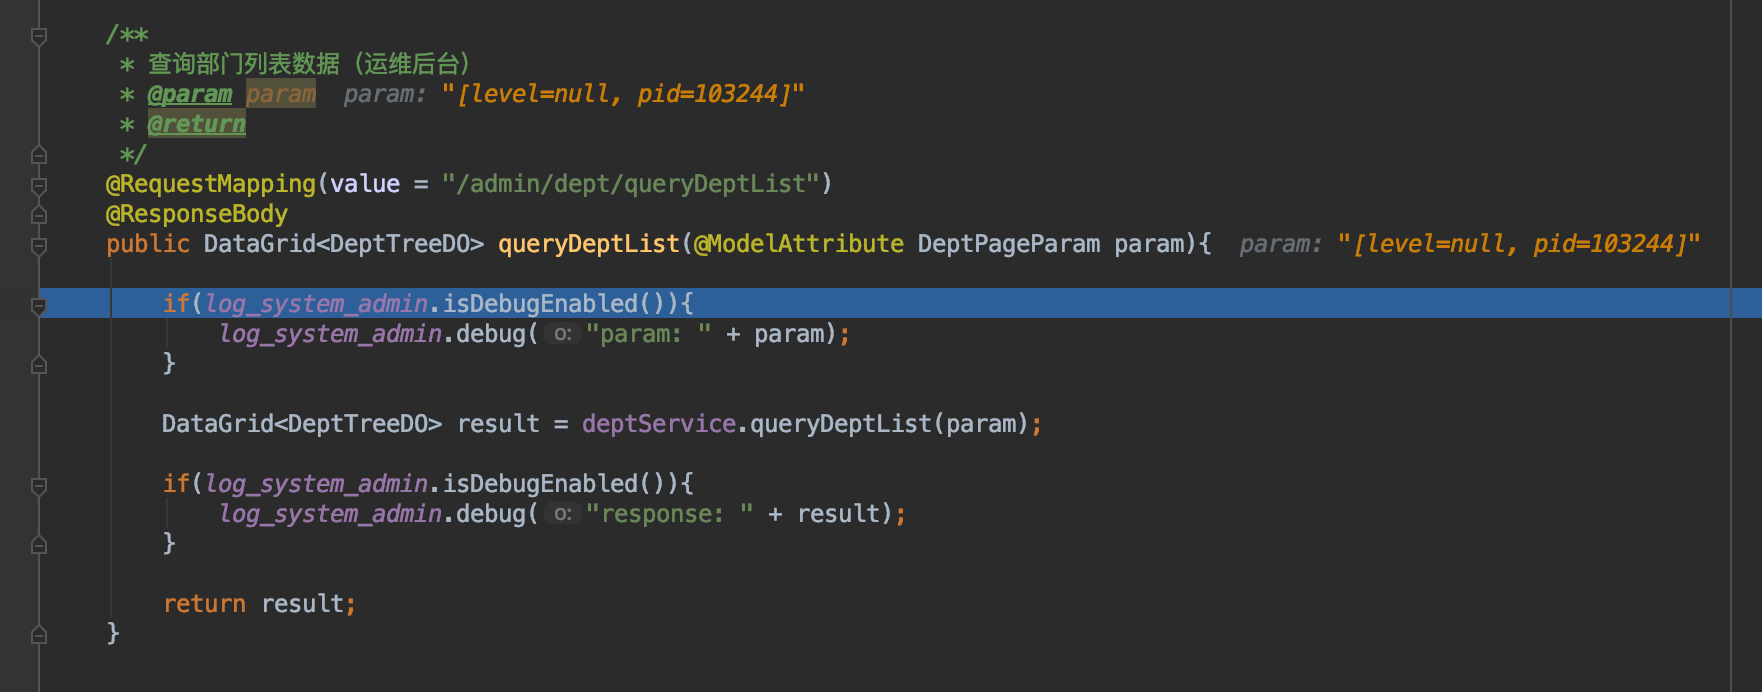 /**
 * 查询部门列表数据（运维后台）
 * @param param  param: "[level=null, pid=103244]"
 * @return
 */
@RequestMapping(value = "/admin/dept/queryDeptList")
@ResponseBody
public DataGrid<DeptTreeDO> queryDeptList(@ModelAttribute DeptPageParam param){  param: "[level=null, pid=103244]"
    if(log_system_admin.isDebugEnabled()){
        log_system_admin.debug( o: "param: " + param);
    }
    DataGrid<DeptTreeDO> result = deptService.queryDeptList(param);
    if(log_system_admin.isDebugEnabled()){
        log_system_admin.debug( o: "response: " + result);
    }
    return result;
}